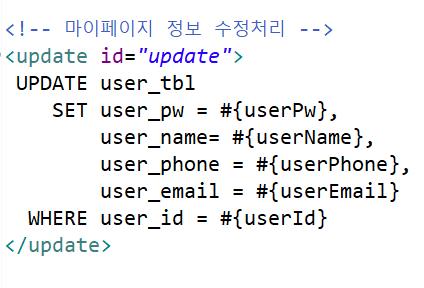 <!-- 마이페이지 정보 수정처리 -->
<update id="update">
UPDATE user_tbl
SET user_pw = #{userPw},
user_name= #{userName},
user_phone = #{userPhone},
user_email = #{userEmail}
WHERE user_id = #{userId}
</update>